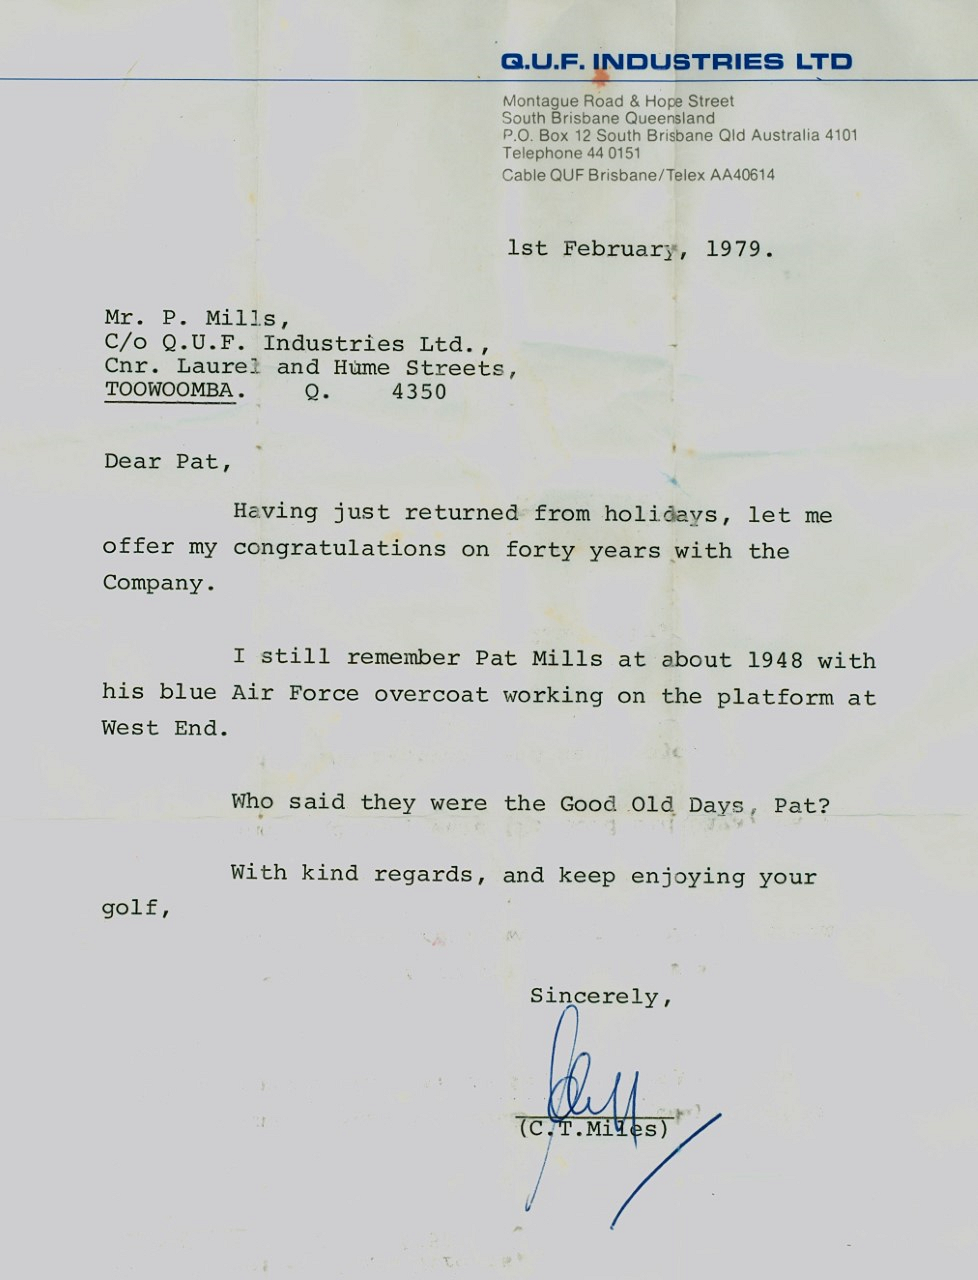 Q.U.F. INDUSTRIES LTD
Montague Road & Hope Street
South Brisbane Queensland
P.O. Box 12 South Brisbane Qld Australia 4101
Telephone 44 0151
Cable QUF Brisbane/Telex AA40614
1st February, 1979.
Mr. P. Mills,
C/o Q.U.F. Industries Ltd.,
Cnr. Laurel and Hume Streets,
TOOWOOMBA. Q. 4350
Dear Pat,
Having just returned from holidays, let me
offer my congratulations on forty years with the
Company.
I still remember Pat Mills at about 1948 with
his blue Air Force overcoat working on the platform at
West End.
Who said they were the Good Old Days, Pat?
With kind regards, and keep enjoying your
golf,
Sincerely,
(C.T.Miles)